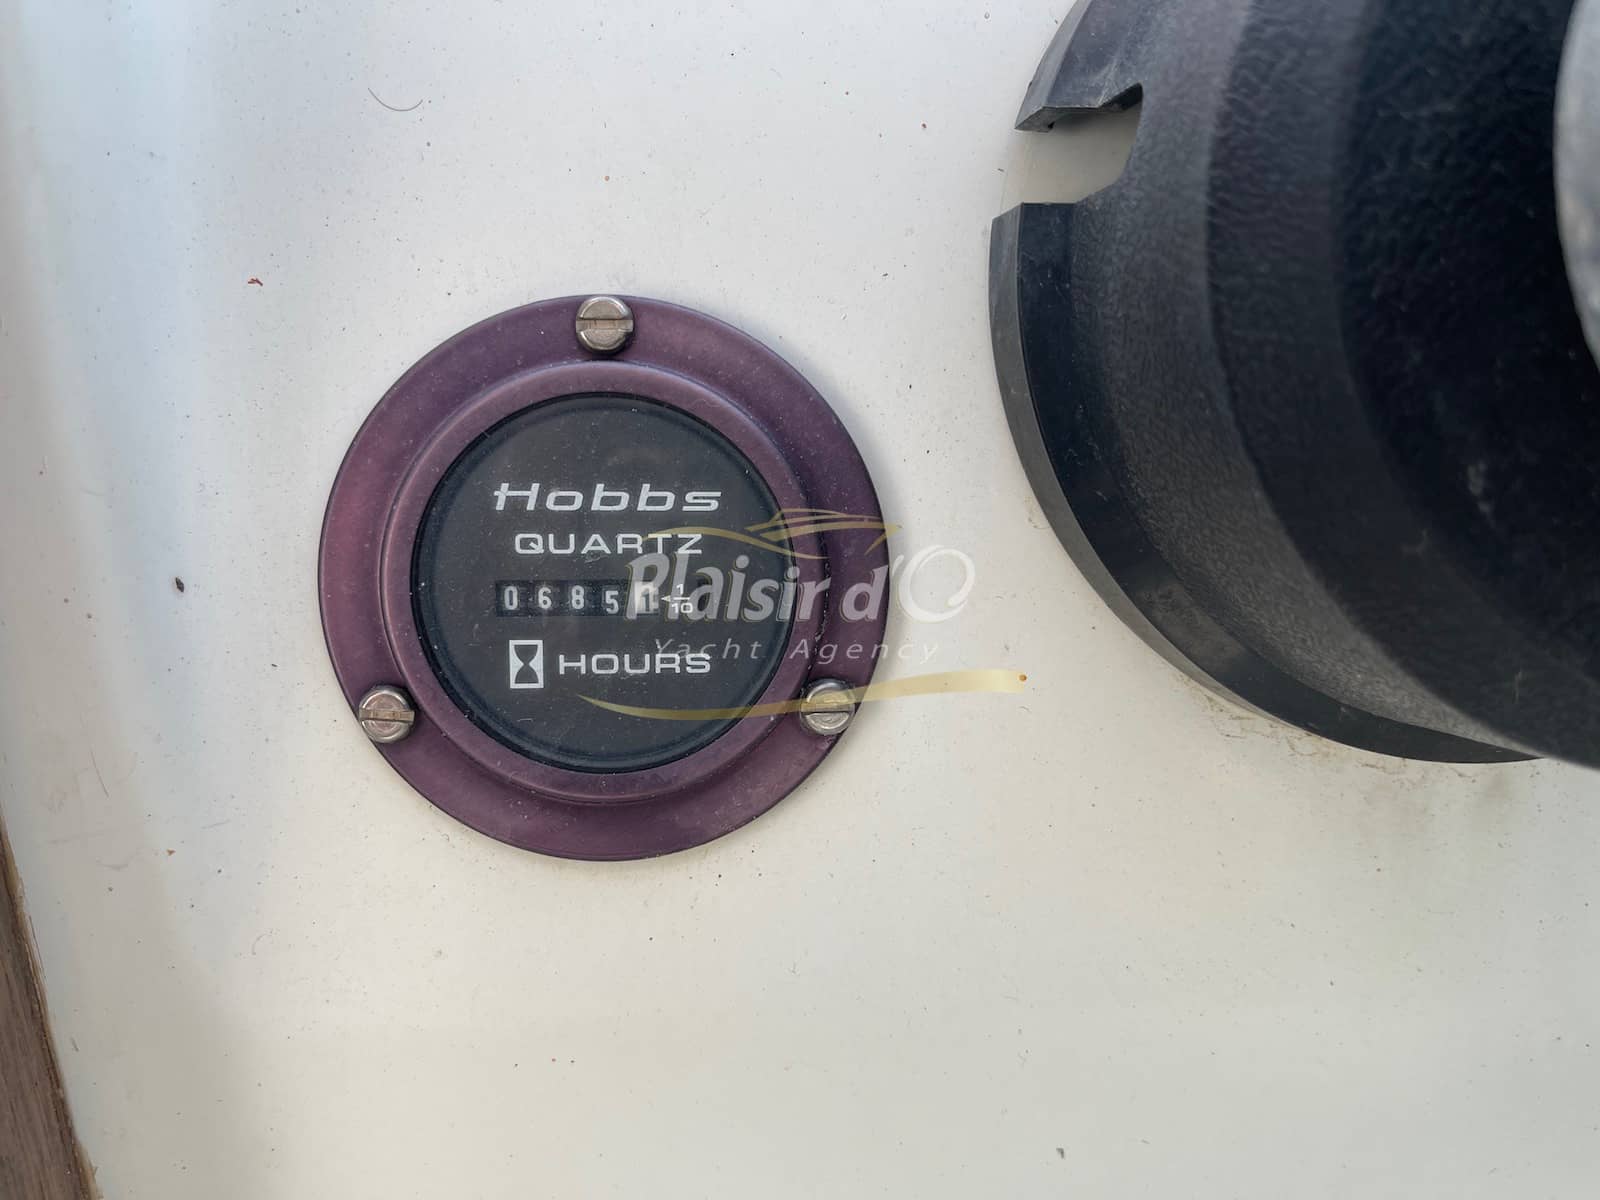 Hobbs
QUARTZ
0685
1/10
HOURS
Plaisir d'O
Yacht Agency